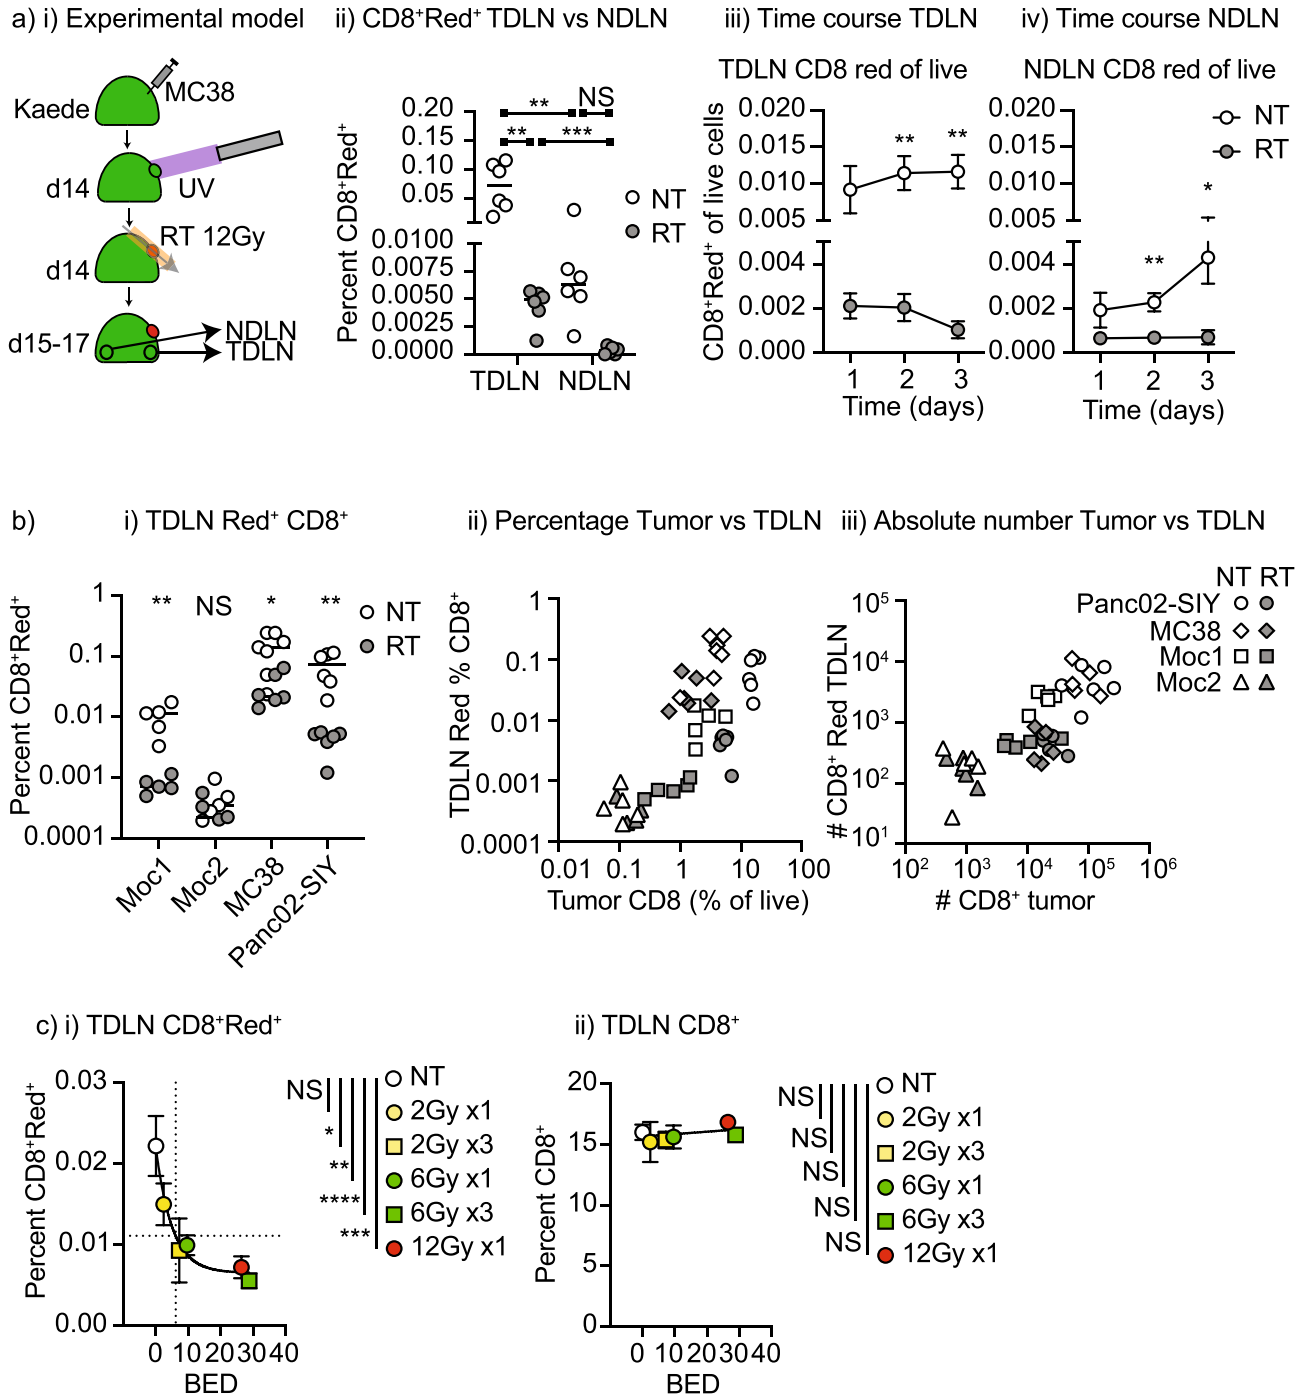 a) i) Experimental model
Kaede
MC38
d14
UV
RT 12Gy
d14
d15-17
NDLN
TDLN
ii) CD8⁺Red⁺ TDLN vs NDLN
Percent CD8⁺Red⁺
0.20
0.15
0.10
0.05
0.0100
0.0075
0.0050
0.0025
0.0000
** NS
** ***
NT
RT
TDLN NDLN
iii) Time course TDLN
TDLN CD8 red of live
CD8⁺Red⁺ of live cells
0.020
0.015
0.010
0.005
0.004
0.002
0.000
** **
1 2 3
Time (days)
iv) Time course NDLN
NDLN CD8 red of live
0.020
0.015
0.010
0.005
0.004
0.002
0.000
NT
RT
** *
1 2 3
Time (days)
b)
i) TDLN Red⁺ CD8⁺
Percent CD8⁺Red⁺
1
0.1
0.01
0.001
0.0001
** NS * **
NT
RT
Moc1
Moc2
MC38
Panc02-SIY
ii) Percentage Tumor vs TDLN
TDLN Red % CD8⁺
1
0.1
0.01
0.001
0.0001
0.01 0.1 1 10 100
Tumor CD8 (% of live)
iii) Absolute number Tumor vs TDLN
# CD8⁺ Red TDLN
10⁵
10⁴
10³
10²
10¹
10² 10³ 10⁴ 10⁵ 10⁶
# CD8⁺ tumor
NT RT
Panc02-SIY
MC38
Moc1
Moc2
c) i) TDLN CD8⁺Red⁺
Percent CD8⁺Red⁺
0.03
0.02
0.01
0.00
0 10 20 30 40
BED
NS
*
**
****
***
NT
2Gy x1
2Gy x3
6Gy x1
6Gy x3
12Gy x1
ii) TDLN CD8⁺
Percent CD8⁺
20
15
10
5
0
0 10 20 30 40
BED
NS
NS
NS
NS
NS
NT
2Gy x1
2Gy x3
6Gy x1
6Gy x3
12Gy x1